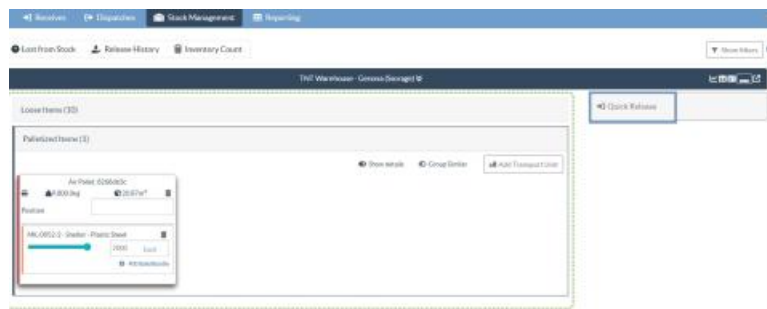 Receives Dispatches Stock Management Reporting
Lost from Stock Release History Inventory Count Show filters
TNT Warehouse - Geneva (Storage)
Loose Items (10)
Quick Release
Palletized Items (1)
Show details Group Similar Add Transport Unit
Air Pallet
Position
Shelter - Plastic Sheet
Each